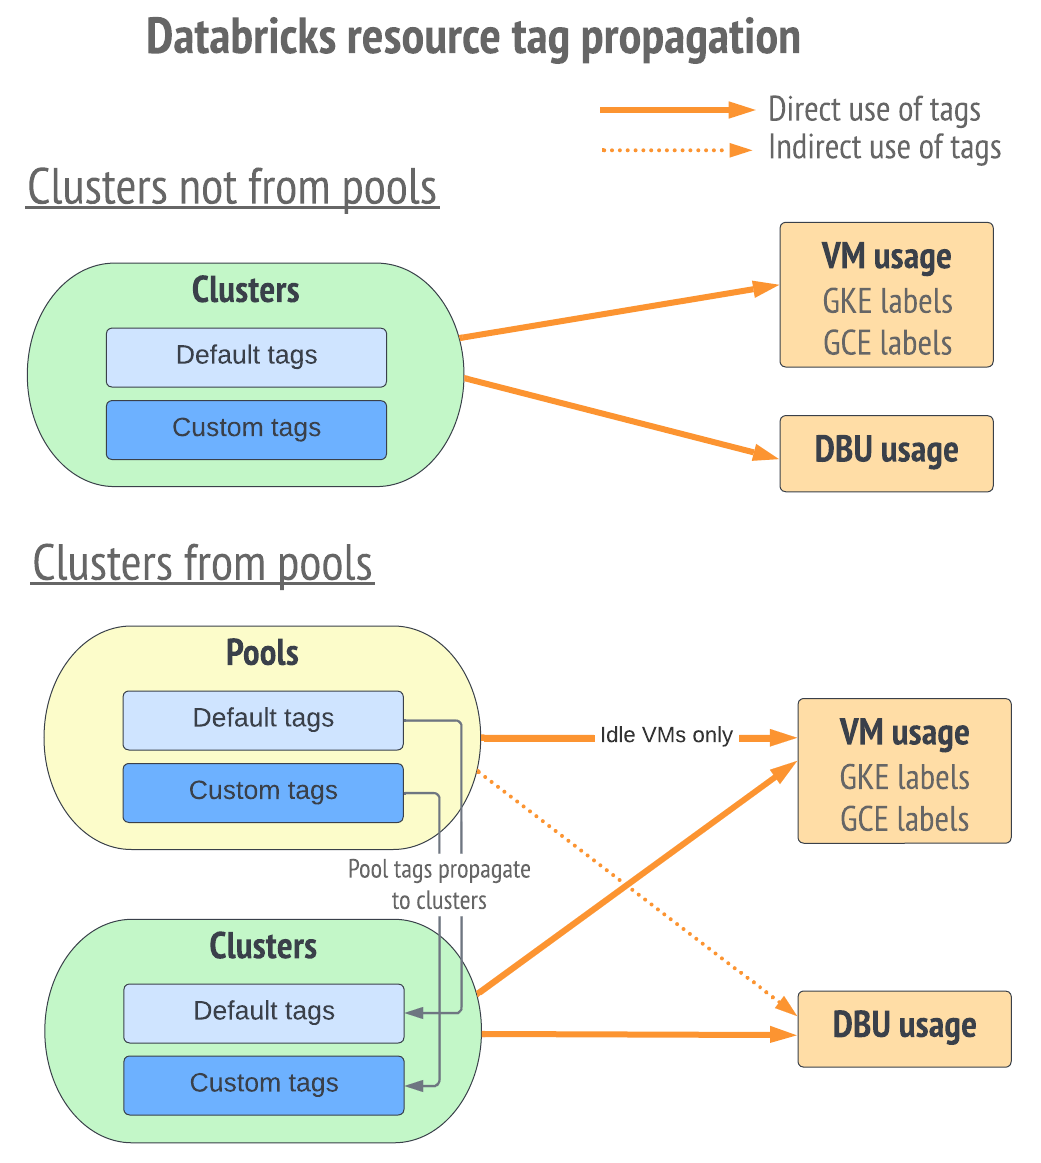 Databricks resource tag propagation
Direct use of tags
Indirect use of tags
Clusters not from pools
Clusters
Default tags
Custom tags
VM usage
GKE labels
GCE labels
DBU usage
Clusters from pools
Pools
Default tags
Custom tags
Idle VMs only
VM usage
GKE labels
GCE labels
Pool tags propagate
to clusters
Clusters
Default tags
Custom tags
DBU usage